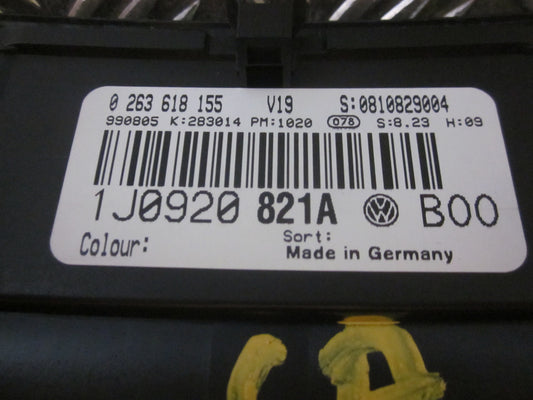 0 263 618 155 V19 S:0810829004
990805 K:283014 PM:1020 078 S:8.23 H:09
1J0920 821A VW B00
Colour: Sort:
Made in Germany